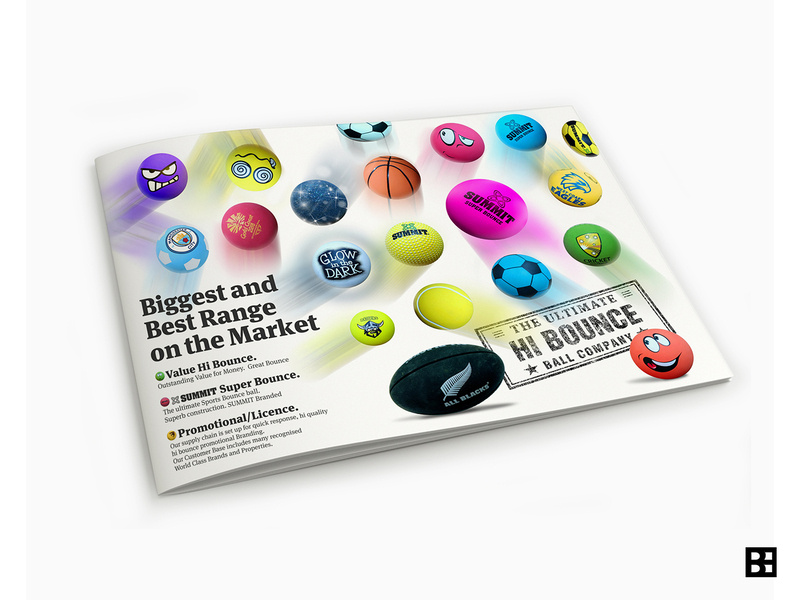 SUMMIT
SUMMIT
SUPER BOUNCE
EAGLES
SUMMIT
GLOW
in the
DARK
CRICKET
Biggest and
Best Range
on the Market
THE ULTIMATE
HI BOUNCE
BALL COMPANY
ALL BLACKS
Value Hi Bounce.
Outstanding Value for Money. Great Bounce
SUMMIT Super Bounce.
The ultimate Sports Bounce ball.
Superb construction. SUMMIT Branded
Promotional/Licence.
Our supply chain is set up for quick response, hi quality
hi bounce promotional Branding.
Our Customer Base includes many recognised
World Class Brands and Properties.